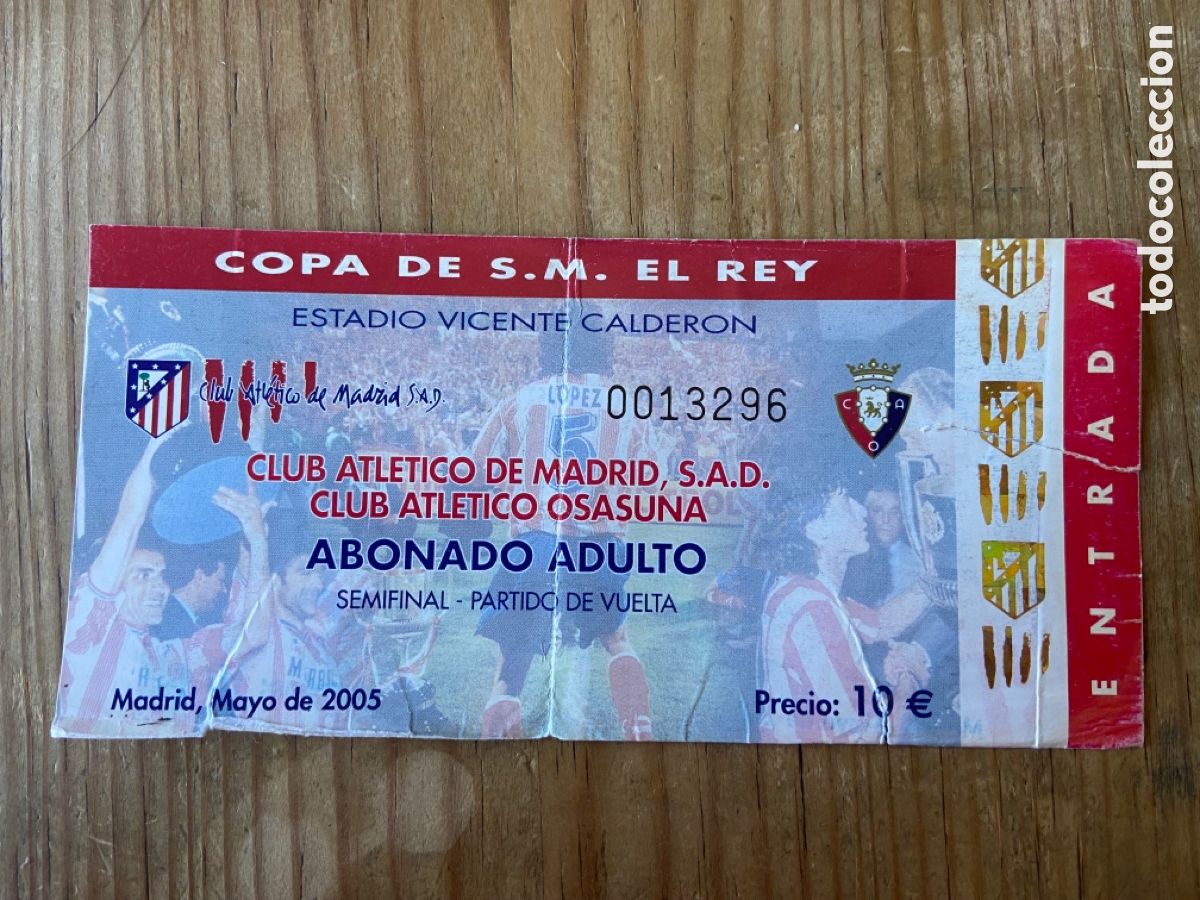 COPA DE S.M. EL REY
ESTADIO VICENTE CALDERON
Club Atlético de Madrid S.A.D.
LOPEZ
5
0013296
C A
O
CLUB ATLETICO DE MADRID, S.A.D.
CLUB ATLETICO OSASUNA
ABONADO ADULTO
SEMIFINAL - PARTIDO DE VUELTA
Madrid, Mayo de 2005
Precio: 10 €
ENTRADA
todocoleccion